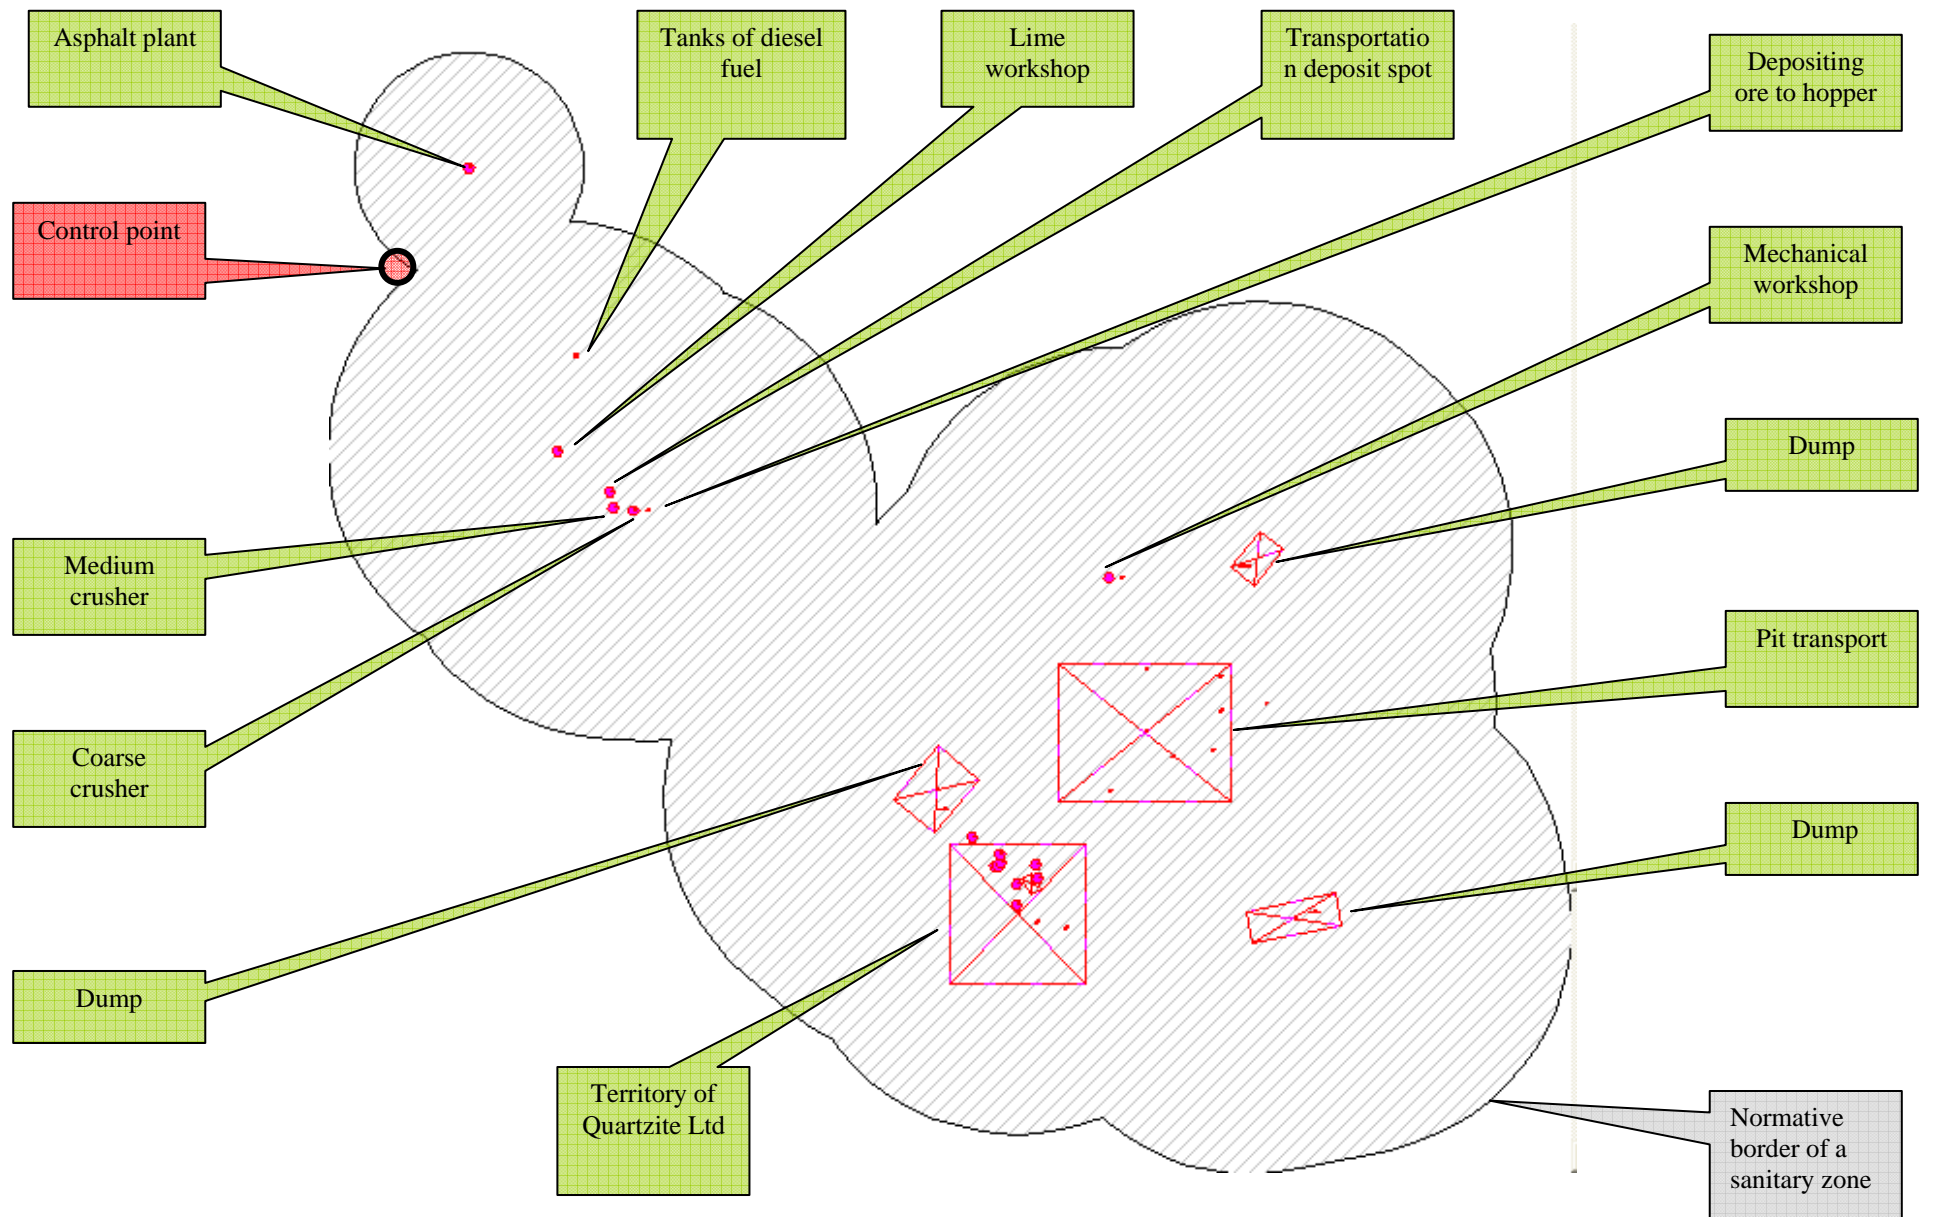 Asphalt plant
Tanks of diesel
fuel
Lime
workshop
Transportatio
n deposit spot
Depositing
ore to hopper
Control point
Mechanical
workshop
Dump
Medium
crusher
Pit transport
Coarse
crusher
Dump
Dump
Territory of
Quartzite Ltd
Normative
border of a
sanitary zone